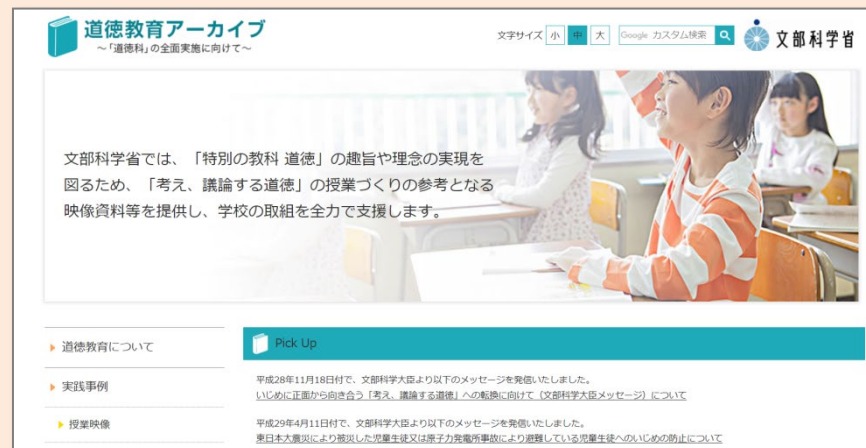 道徳教育アーカイブ
～「道徳科」の全面実施に向けて～
文字サイズ 小 中 大 Google カスタム検索 文部科学省
文部科学省では、「特別の教科 道徳」の趣旨や理念の実現を
図るため、「考え、議論する道徳」の授業づくりの参考となる
映像資料等を提供し、学校の取組を全力で支援します。
道徳教育について
実践事例
授業映像
Pick Up
平成28年11月18日付で、文部科学大臣より以下のメッセージを発信いたしました。
いじめに正面から向き合う「考え、議論する道徳」への転換に向けて（文部科学大臣メッセージ）について
平成29年4月11日付で、文部科学大臣より以下のメッセージを発信いたしました。
東日本大震災により被災した児童生徒又は原子力発電所事故により避難している児童生徒へのいじめの防止について